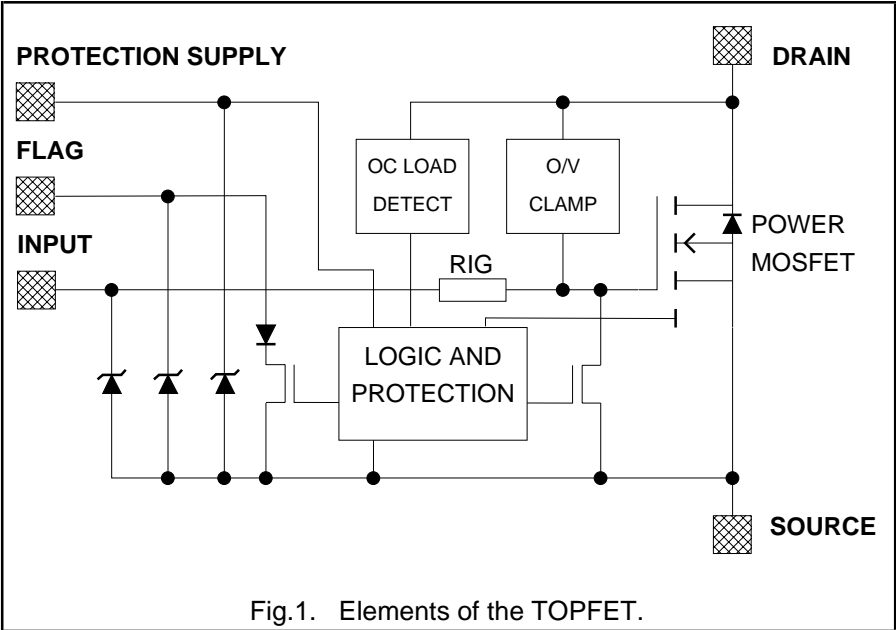 PROTECTION SUPPLY
DRAIN
FLAG
OC LOAD
DETECT
O/V
CLAMP
POWER
MOSFET
INPUT
RIG
LOGIC AND
PROTECTION
SOURCE
Fig.1. Elements of the TOPFET.